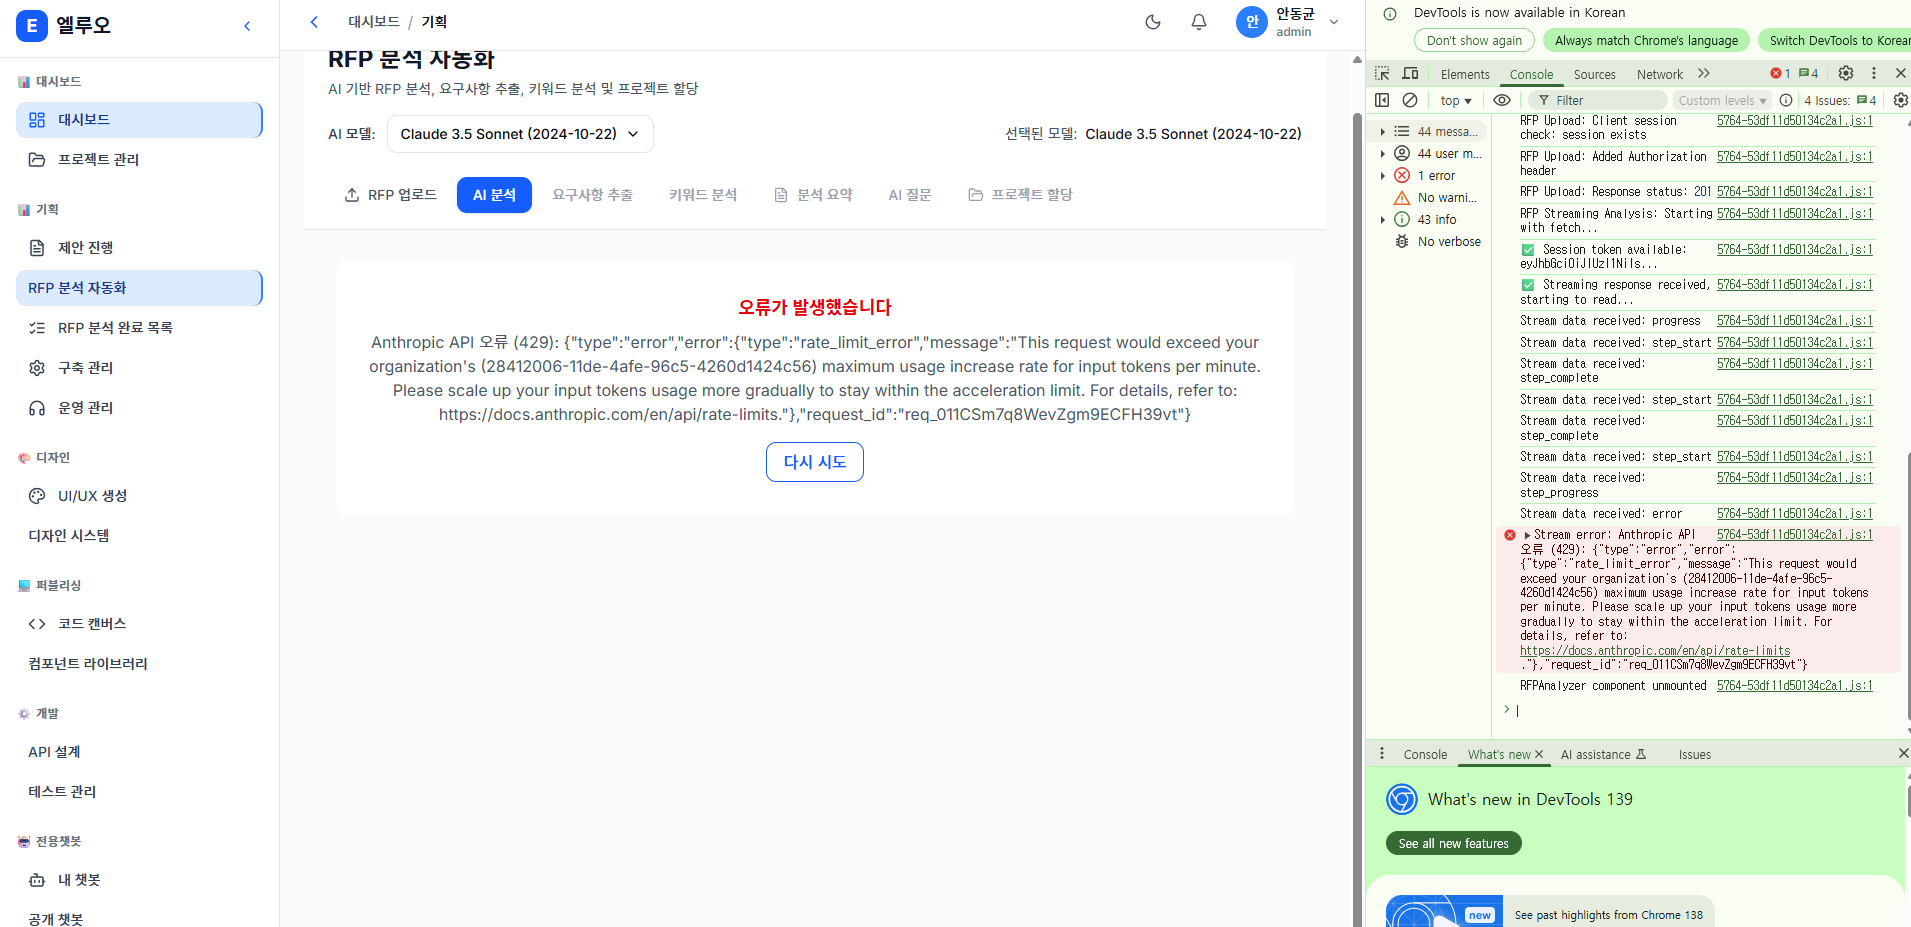 E 엘루오
대시보드
대시보드
프로젝트 관리
기획
제안 진행
RFP 분석 자동화
RFP 분석 완료 목록
구축 관리
운영 관리
디자인
UI/UX 생성
디자인 시스템
퍼블리싱
코드 캔버스
컴포넌트 라이브러리
개발
API 설계
테스트 관리
전용챗봇
내 챗봇
공개 챗봇
대시보드 / 기획
안 안동균
admin
RFP 분석 자동화
AI 기반 RFP 분석, 요구사항 추출, 키워드 분석 및 프로젝트 할당
AI 모델: Claude 3.5 Sonnet (2024-10-22)
선택된 모델: Claude 3.5 Sonnet (2024-10-22)
RFP 업로드 AI 분석 요구사항 추출 키워드 분석 분석 요약 AI 질문 프로젝트 할당
오류가 발생했습니다
Anthropic API 오류 (429): {"type":"error","error":{"type":"rate_limit_error","message":"This request would exceed your
organization's (28412006-11de-4afe-96c5-4260d1424c56) maximum usage increase rate for input tokens per minute.
Please scale up your input tokens usage more gradually to stay within the acceleration limit. For details, refer to:
https://docs.anthropic.com/en/api/rate-limits."},"request_id":"req_011CSm7q8WevZgm9ECFH39vt"}
다시 시도
DevTools is now available in Korean
Don't show again Always match Chrome's language Switch DevTools to Korean
Elements Console Sources Network 1 4
top Filter Custom levels 4 Issues: 4
44 messa...
44 user m...
1 error
No warni...
43 info
No verbose
RFP Upload: Client session 5764-53df11d50134c2a1.js:1
check: session exists
RFP Upload: Added Authorization 5764-53df11d50134c2a1.js:1
header
RFP Upload: Response status: 201 5764-53df11d50134c2a1.js:1
RFP Streaming Analysis: Starting 5764-53df11d50134c2a1.js:1
with fetch...
✅ Session token available: 5764-53df11d50134c2a1.js:1
eyJhbGciOiJIUzI1NiIs...
✅ Streaming response received, 5764-53df11d50134c2a1.js:1
starting to read...
Stream data received: progress 5764-53df11d50134c2a1.js:1
Stream data received: step_start 5764-53df11d50134c2a1.js:1
Stream data received: 5764-53df11d50134c2a1.js:1
step_complete
Stream data received: step_start 5764-53df11d50134c2a1.js:1
Stream data received: 5764-53df11d50134c2a1.js:1
step_complete
Stream data received: step_start 5764-53df11d50134c2a1.js:1
Stream data received: 5764-53df11d50134c2a1.js:1
step_progress
Stream data received: error 5764-53df11d50134c2a1.js:1
Stream error: Anthropic API 5764-53df11d50134c2a1.js:1
오류 (429): {"type":"error","error":
{"type":"rate_limit_error","message":"This request would
exceed your organization's (28412006-11de-4afe-96c5-
4260d1424c56) maximum usage increase rate for input tokens
per minute. Please scale up your input tokens usage more
gradually to stay within the acceleration limit. For
details, refer to:
https://docs.anthropic.com/en/api/rate-limits
."},"request_id":"req_011CSm7q8WevZgm9ECFH39vt"}
RFPAnalyzer component unmounted 5764-53df11d50134c2a1.js:1
Console What's new AI assistance Issues
What's new in DevTools 139
See all new features
new See past highlights from Chrome 138